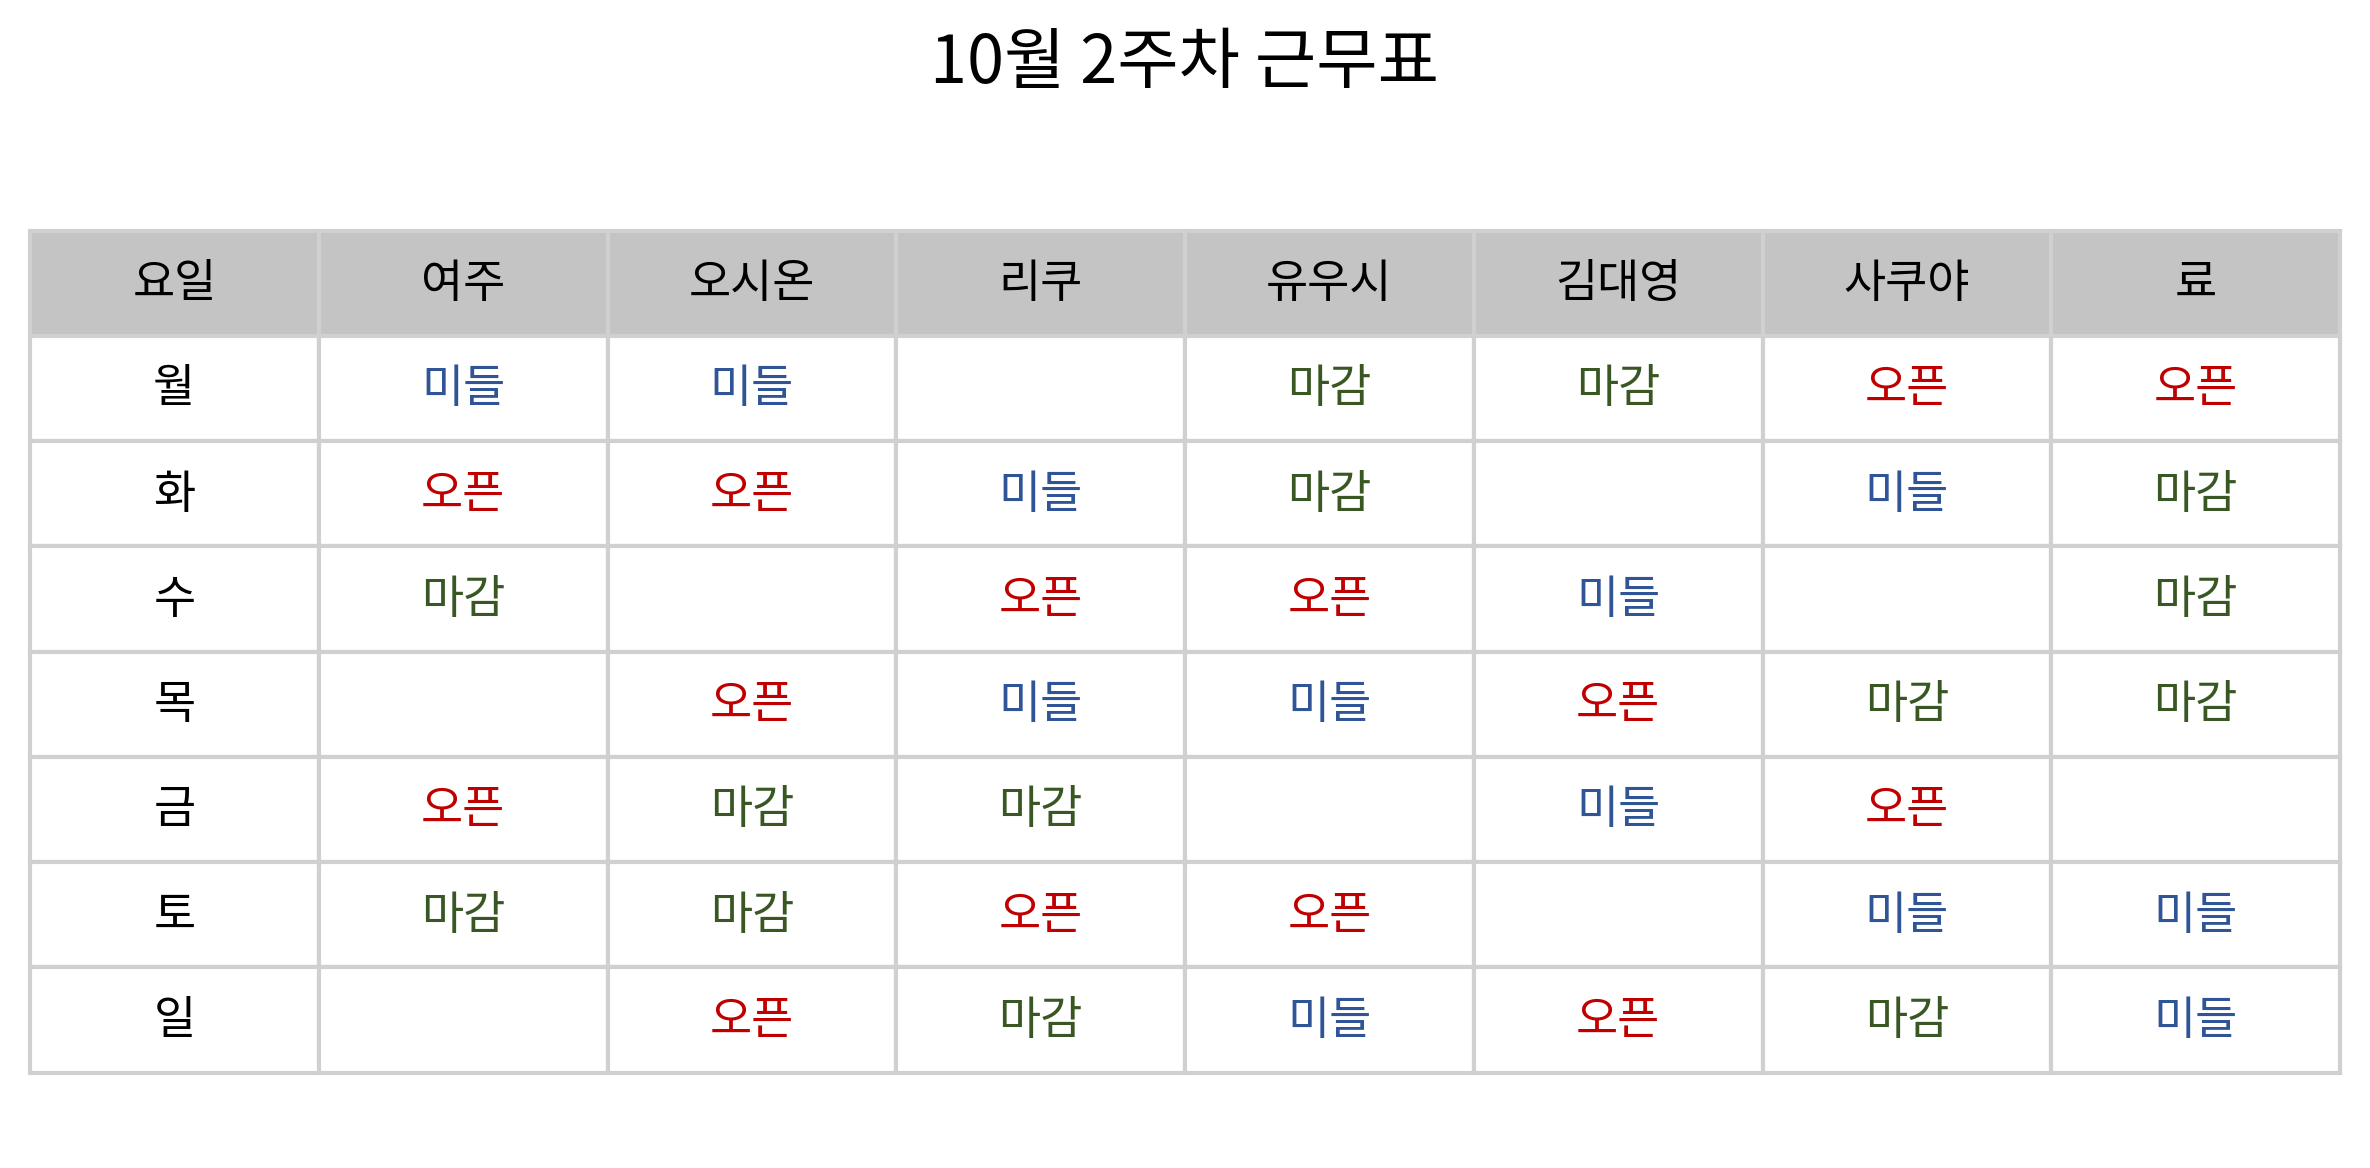 10월 2주차 근무표
요일 여주 오시온 리쿠 유우시 김대영 사쿠야 료
월 미들 미들 마감 마감 오픈 오픈
화 오픈 오픈 미들 마감 미들 마감
수 마감 오픈 오픈 미들 마감
목 오픈 미들 미들 오픈 마감 마감
금 오픈 마감 마감 미들 오픈
토 마감 마감 오픈 오픈 미들 미들
일 오픈 마감 미들 오픈 마감 미들